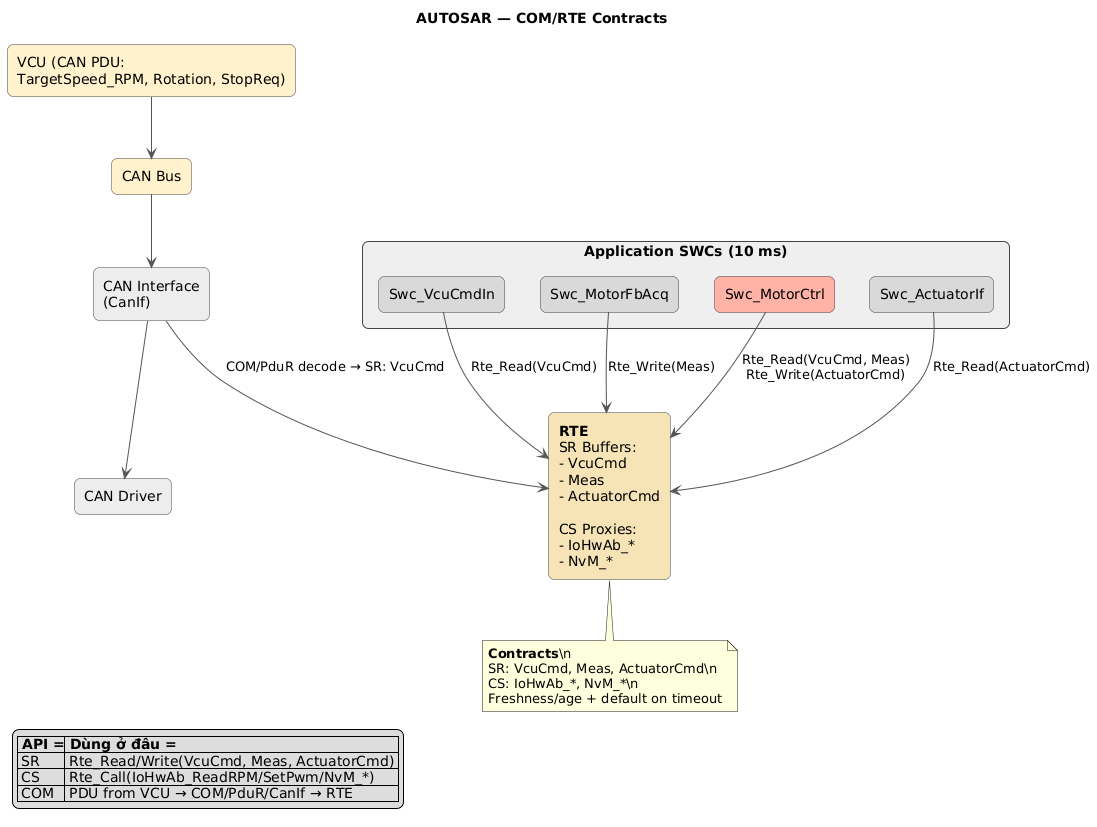 AUTOSAR — COM/RTE Contracts
VCU (CAN PDU:
TargetSpeed_RPM, Rotation, StopReq)
CAN Bus
CAN Interface
(CanIf)
Application SWCs (10 ms)
Swc_VcuCmdIn
Swc_MotorFbAcq
Swc_MotorCtrl
Swc_ActuatorIf
COM/PduR decode → SR: VcuCmd
Rte_Read(VcuCmd)
Rte_Write(Meas)
Rte_Read(VcuCmd, Meas)
Rte_Write(ActuatorCmd)
Rte_Read(ActuatorCmd)
CAN Driver
RTE
SR Buffers:
- VcuCmd
- Meas
- ActuatorCmd
CS Proxies:
- IoHwAb_*
- NvM_*
Contracts\n
SR: VcuCmd, Meas, ActuatorCmd\n
CS: IoHwAb_*, NvM_*\n
Freshness/age + default on timeout
API = Dùng ở đâu =
SR Rte_Read/Write(VcuCmd, Meas, ActuatorCmd)
CS Rte_Call(IoHwAb_ReadRPM/SetPwm/NvM_*)
COM PDU from VCU → COM/PduR/CanIf → RTE